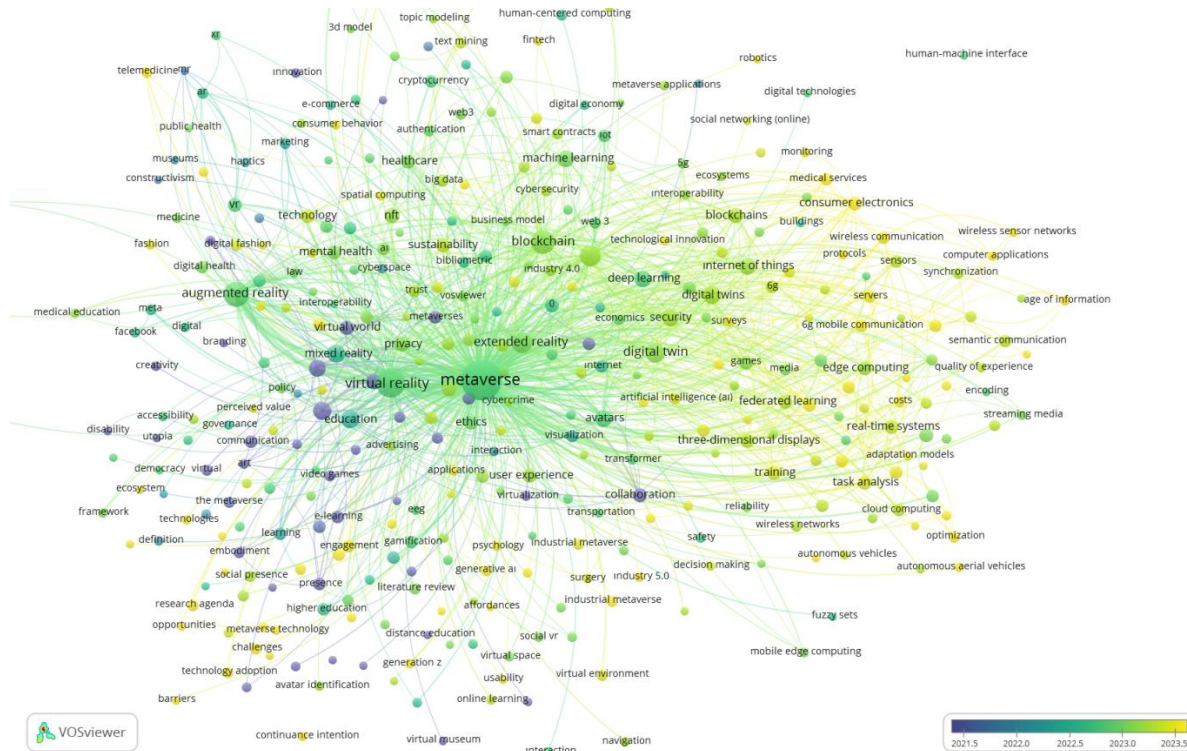 human-centered computing
topic modeling
xr
3d model
text mining
fintech
human-machine interface
telemedicine
mr
innovation
cryptocurrency
metaverse applications
robotics
ar
e-commerce
web3
digital economy
digital technologies
public health
consumer behavior
authentication
smart contracts
iot
social networking (online)
museums
haptics
marketing
healthcare
machine learning
5g
monitoring
constructivism
big data
cybersecurity
ecosystems
medical services
interoperability
spatial computing
vr
medicine
technology
nft
business model
web 3
blockchains
buildings
consumer electronics
fashion
digital fashion
mental health
ai
sustainability
blockchain
technological innovation
wireless communication
wireless sensor networks
law
cyberspace
bibliometric
industry 4.0
protocols
computer applications
digital health
deep learning
internet of things
sensors
synchronization
augmented reality
interoperability
trust
vosviewer
digital twins
6g
servers
age of information
medical education
meta
facebook
digital
virtual world
metaverses
0
economics
security
surveys
6g mobile communication
branding
mixed reality
privacy
extended reality
digital twin
semantic communication
creativity
policy
virtual reality
metaverse
internet
games
media
edge computing
quality of experience
perceived value
cybercrime
artificial intelligence (ai)
federated learning
costs
encoding
accessibility
governance
education
ethics
avatars
real-time systems
streaming media
disability
utopia
communication
advertising
interaction
visualization
three-dimensional displays
adaptation models
democracy
virtual
art
video games
applications
user experience
transformer
training
task analysis
ecosystem
the metaverse
virtualization
collaboration
framework
technologies
e-learning
eeg
transportation
reliability
cloud computing
wireless networks
definition
learning
gamification
safety
optimization
embodiment
engagement
psychology
industrial metaverse
autonomous vehicles
social presence
presence
literature review
generative ai
surgery
industry 5.0
decision making
autonomous aerial vehicles
research agenda
higher education
affordances
industrial metaverse
fuzzy sets
opportunities
metaverse technology
distance education
social vr
challenges
virtual space
mobile edge computing
technology adoption
generation z
usability
virtual environment
barriers
avatar identification
online learning
continuance intention
virtual museum
interaction
navigation
VOSviewer
2021.5 2022.0 2022.5 2023.0 2023.5